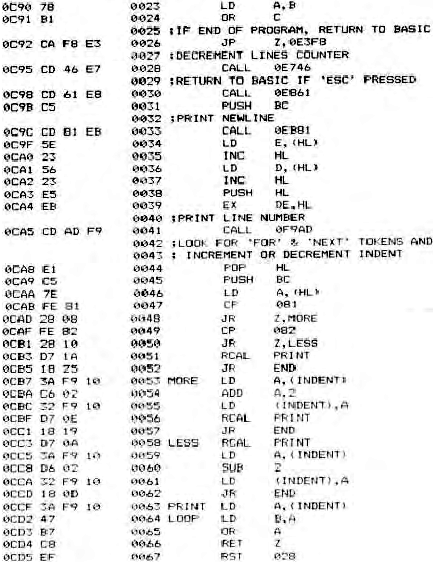 0C90 78 0023 LD A,B
0C91 B1 0024 OR C
0025 ;IF END OF PROGRAM, RETURN TO BASIC
0C92 CA F8 E3 0026 JP Z,0E3F8
0027 ;DECREMENT LINES COUNTER
0C95 CD 46 E7 0028 CALL 0E746
0029 ;RETURN TO BASIC IF 'ESC' PRESSED
0C98 CD 61 E8 0030 CALL 0E861
0C9B C5 0031 PUSH BC
0032 ;PRINT NEWLINE
0C9C CD B1 EB 0033 CALL 0EBB1
0C9F 5E 0034 LD E,(HL)
0CA0 23 0035 INC HL
0CA1 56 0036 LD D,(HL)
0CA2 23 0037 INC HL
0CA3 E5 0038 PUSH HL
0CA4 EB 0039 EX DE,HL
0040 ;PRINT LINE NUMBER
0CA5 CD AD F9 0041 CALL 0F9AD
0042 ;LOOK FOR 'FOR' & 'NEXT' TOKENS AND
0043 ; INCREMENT OR DECREMENT INDENT
0CA8 E1 0044 POP HL
0CA9 C5 0045 PUSH BC
0CAA 7E 0046 LD A,(HL)
0CAB FE 81 0047 CP 081
0CAD 28 08 0048 JR Z,MORE
0CAF FE 82 0049 CP 082
0CB1 28 10 0050 JR Z,LESS
0CB3 D7 1A 0051 RCAL PRINT
0CB5 18 25 0052 JR END
0CB7 3A F9 10 0053 MORE LD A,(INDENT)
0CBA C6 02 0054 ADD A,2
0CBC 32 F9 10 0055 LD (INDENT),A
0CBF D7 0E 0056 RCAL PRINT
0CC1 18 19 0057 JR END
0CC3 D7 0A 0058 LESS RCAL PRINT
0CC5 3A F9 10 0059 LD A,(INDENT)
0CC8 D6 02 0060 SUB 2
0CCA 32 F9 10 0061 LD (INDENT),A
0CCD 18 0D 0062 JR END
0CCF 3A F9 10 0063 PRINT LD A,(INDENT)
0CD2 47 0064 LOOP LD B,A
0CD3 B7 0065 OR A
0CD4 C8 0066 RET Z
0CD5 EF 0067 RST 028